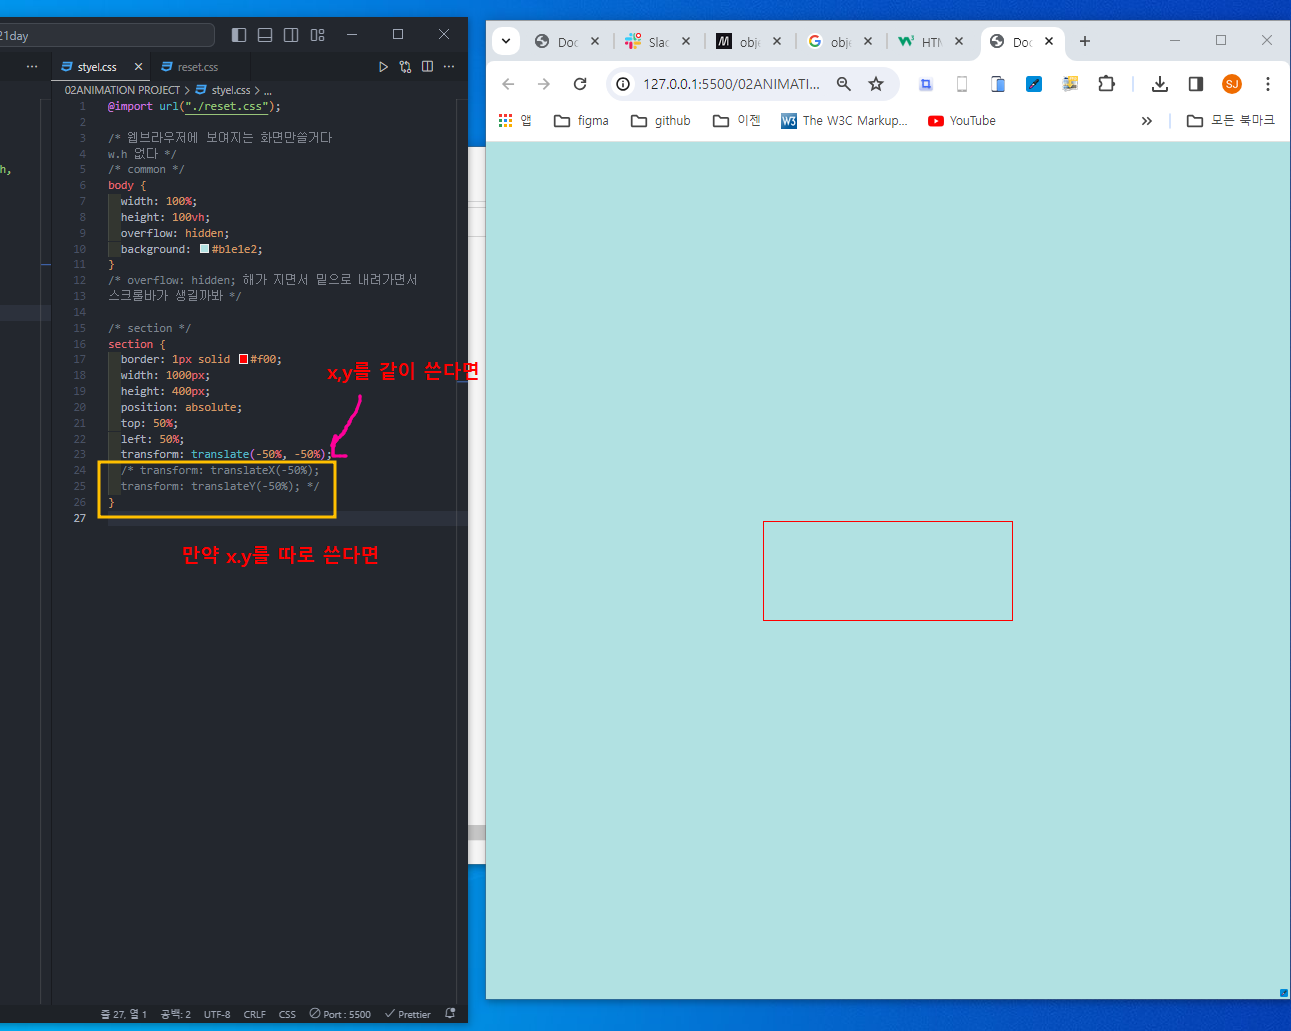 21day
styel.css
reset.css
02ANIMATION PROJECT > styel.css > ...
h,
1 @import url("./reset.css");
2
3 /* 웹브라우저에 보여지는 화면만쓸거다
4 w.h 없다 */
5 /* common */
6 body {
7 width: 100%;
8 height: 100vh;
9 overflow: hidden;
10 background: #b1e1e2;
11 }
12 /* overflow: hidden; 해가 지면서 밑으로 내려가면서
13 스크롤바가 생길까봐 */
14
15 /* section */
16 section {
17 border: 1px solid #f00;
18 width: 1000px;
19 height: 400px;
20 position: absolute;
21 top: 50%;
22 left: 50%;
23 transform: translate(-50%, -50%);
24 /* transform: translateX(-50%);
25 transform: translateY(-50%); */
26 }
27
x,y를 같이 쓴다면
만약 x.y를 따로 쓴다면
줄 27, 열 1 공백: 2 UTF-8 CRLF CSS Port : 5500 Prettier
Doc Slac obje obje HTM Doc
127.0.0.1:5500/02ANIMATI...
SJ
앱 figma github 이젠 W3 The W3C Markup... YouTube » 모든 북마크